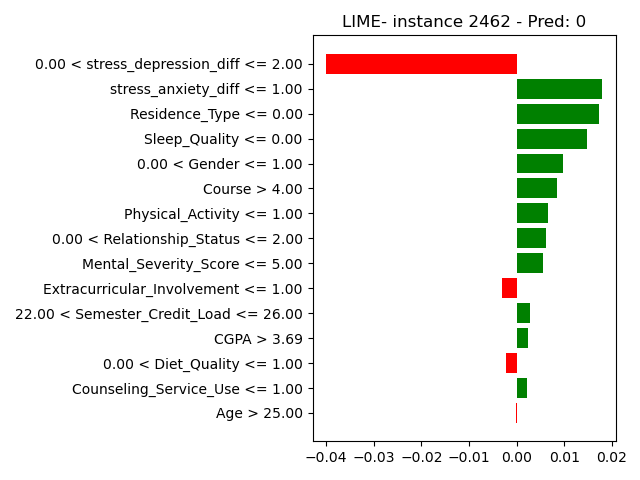 LIME- instance 2462 - Pred: 0
0.00 < stress_depression_diff <= 2.00
stress_anxiety_diff <= 1.00
Residence_Type <= 0.00
Sleep_Quality <= 0.00
0.00 < Gender <= 1.00
Course > 4.00
Physical_Activity <= 1.00
0.00 < Relationship_Status <= 2.00
Mental_Severity_Score <= 5.00
Extracurricular_Involvement <= 1.00
22.00 < Semester_Credit_Load <= 26.00
CGPA > 3.69
0.00 < Diet_Quality <= 1.00
Counseling_Service_Use <= 1.00
Age > 25.00
−0.04 −0.03 −0.02 −0.01 0.00 0.01 0.02